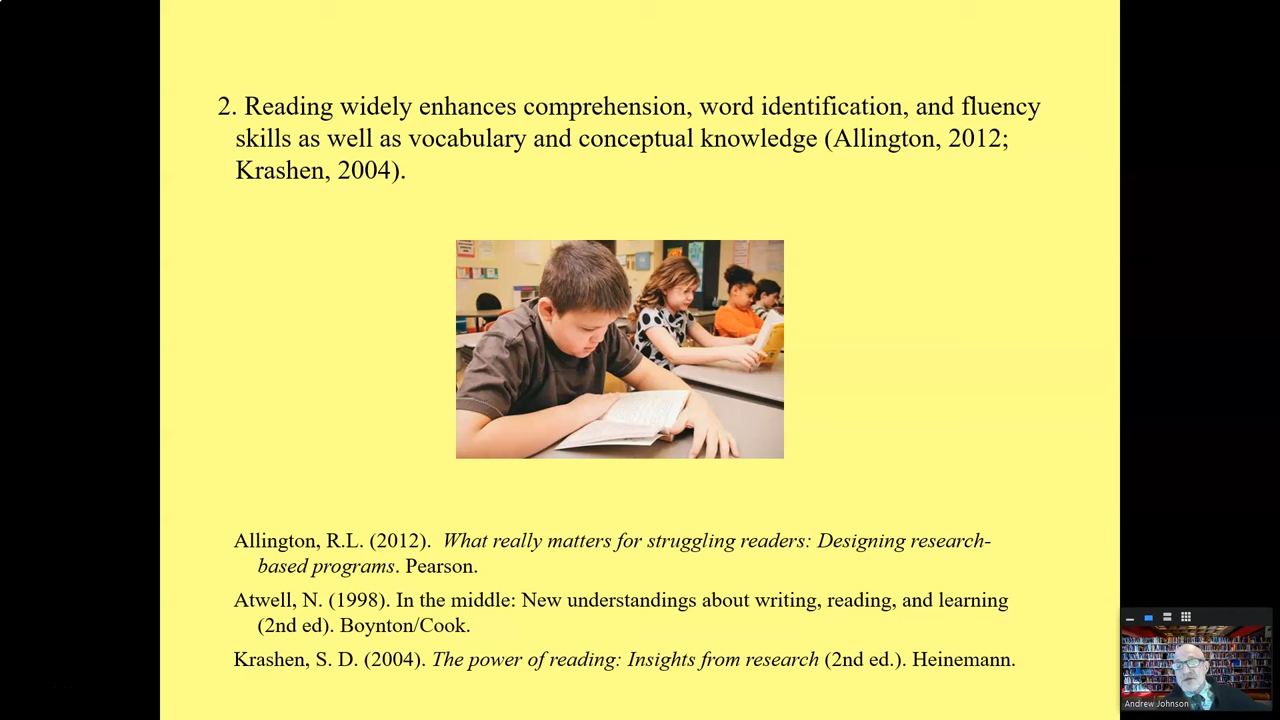 2. Reading widely enhances comprehension, word identification, and fluency
skills as well as vocabulary and conceptual knowledge (Allington, 2012;
Krashen, 2004).
Allington, R.L. (2012). What really matters for struggling readers: Designing research-
based programs. Pearson.
Atwell, N. (1998). In the middle: New understandings about writing, reading, and learning
(2nd ed). Boynton/Cook.
Krashen, S. D. (2004). The power of reading: Insights from research (2nd ed.). Heinemann.
Andrew Johnson